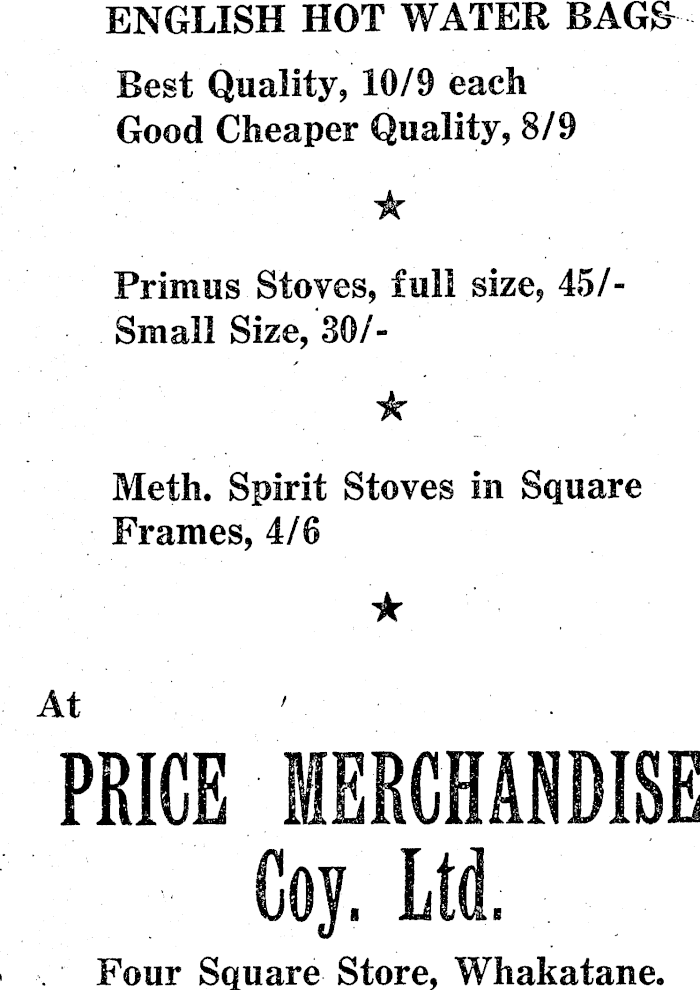 ENGLISH HOT WATER BAGS
Best Quality, 10/9 each
Good Cheaper Quality, 8/9
Primus Stoves, full size, 45/-
Small Size, 30/-
Meth. Spirit Stoves in Square
Frames, 4/6
At
PRICE MERCHANDISE
Coy. Ltd.
Four Square Store, Whakatane.